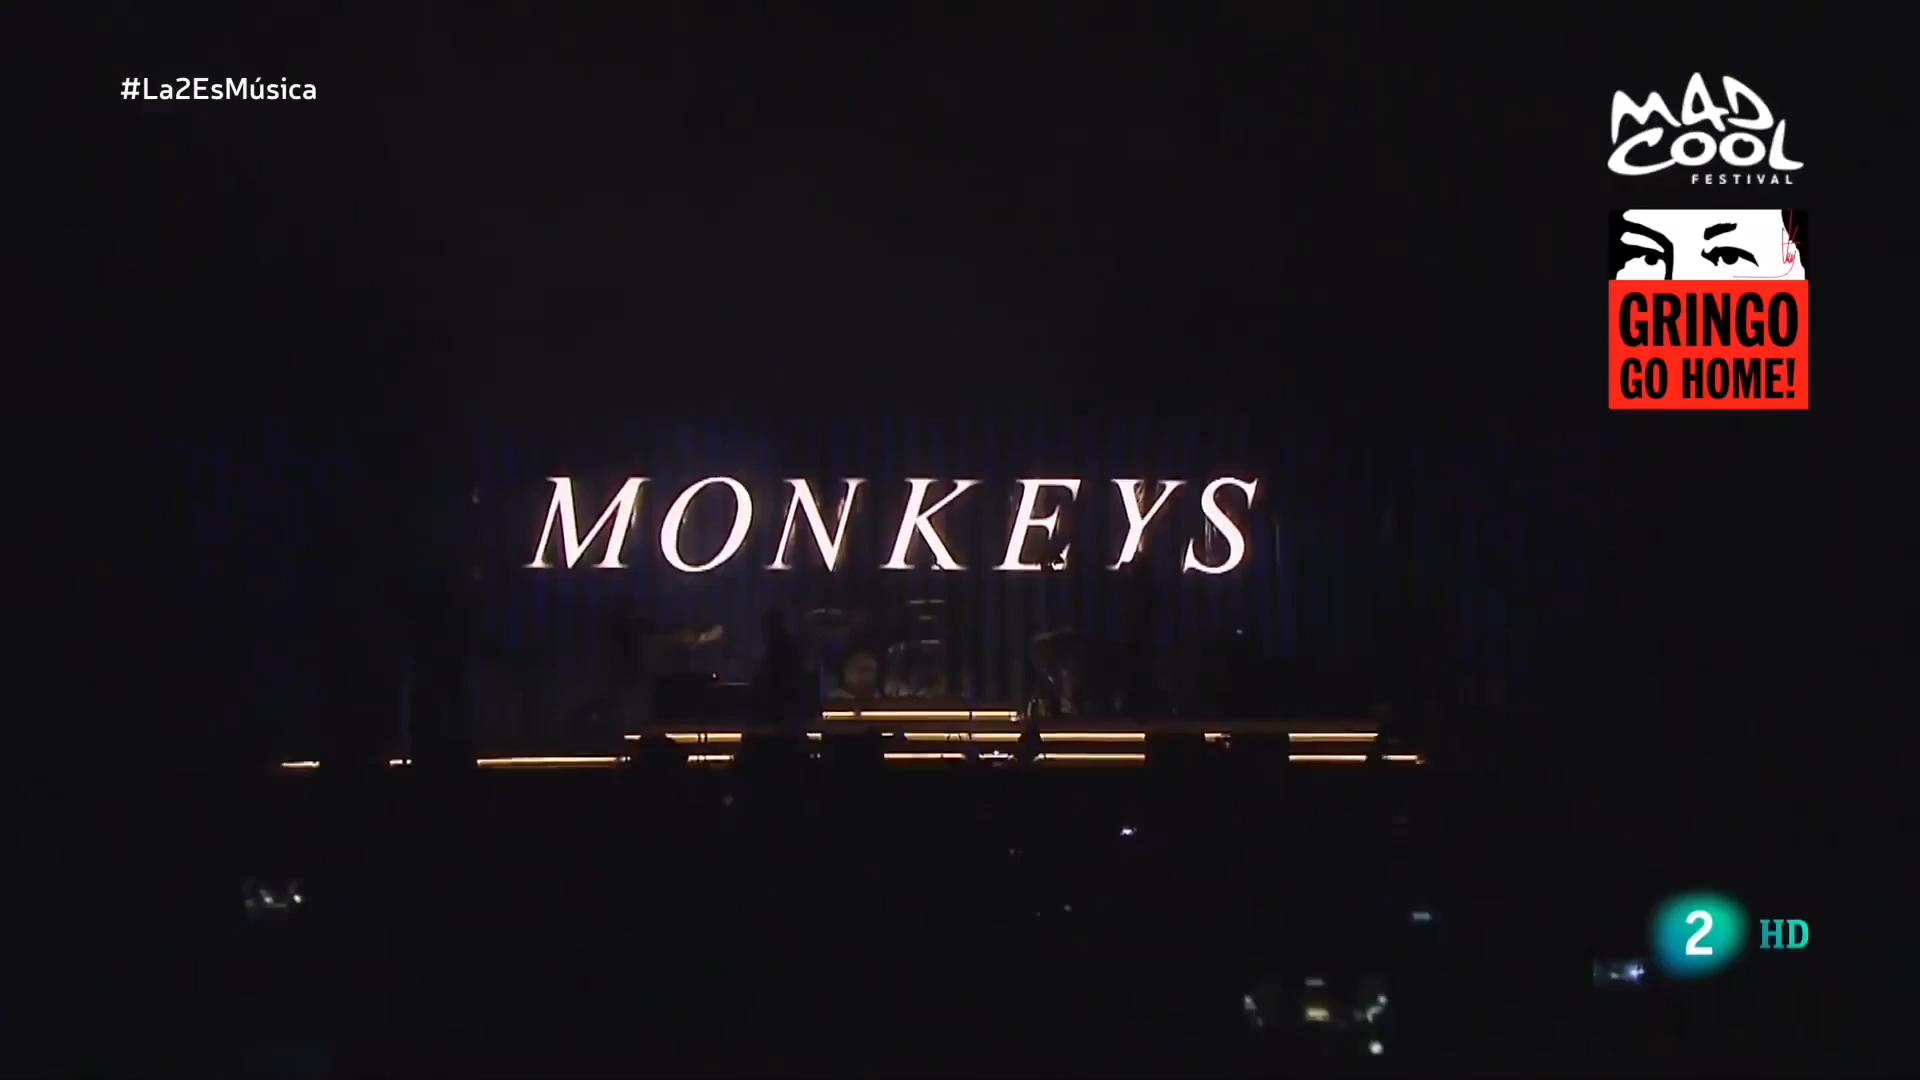 #La2EsMúsica
MAD
COOL
FESTIVAL
GRINGO
GO HOME!
MONKEYS
2 HD